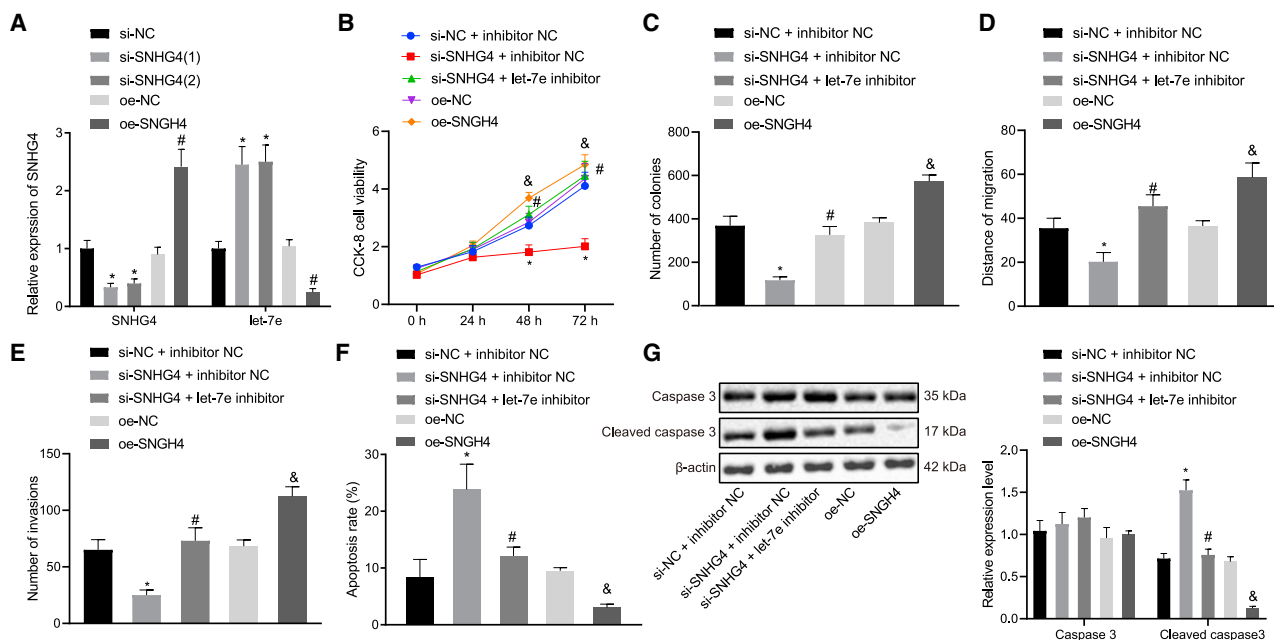 A
si-NC
si-SNHG4(1)
si-SNHG4(2)
oe-NC
oe-SNGH4
Relative exprssion of SNHG4
3
2
1
0
# * * * * #
SNHG4 let-7e
B
si-NC + inhibitor NC
si-SNHG4 + inhibitor NC
si-SNHG4 + let-7e inhibitor
oe-NC
oe-SNGH4
CCK-8 cell viability
6
4
2
0
& # & # * *
0 h 24 h 48 h 72 h
C
si-NC + inhibitor NC
si-SNHG4 + inhibitor NC
si-SNHG4 + let-7e inhibitor
oe-NC
oe-SNGH4
Number of colonies
800
600
400
200
0
* # &
D
si-NC + inhibitor NC
si-SNHG4 + inhibitor NC
si-SNHG4 + let-7e inhibitor
oe-NC
oe-SNGH4
Distance of migration
80
60
40
20
0
* # &
E
si-NC + inhibitor NC
si-SNHG4 + inhibitor NC
si-SNHG4 + let-7e inhibitor
oe-NC
oe-SNGH4
Number of invasions
150
100
50
0
* # &
F
si-NC + inhibitor NC
si-SNHG4 + inhibitor NC
si-SNHG4 + let-7e inhibitor
oe-NC
oe-SNGH4
Apoptosis rate (%)
30
20
10
0
* # &
G
Caspase 3 35 kDa
Cleaved caspase 3 17 kDa
β-actin 42 kDa
si-NC + inhibitor NC
si-SNHG4 + inhibitor NC
si-SNHG4 + let-7e inhibitor
oe-NC
oe-SNGH4
si-NC + inhibitor NC
si-SNHG4 + inhibitor NC
si-SNHG4 + let-7e inhibitor
oe-NC
oe-SNGH4
Relative expression level
2.0
1.5
1.0
0.5
0.0
* # &
Caspase 3 Cleaved caspase3